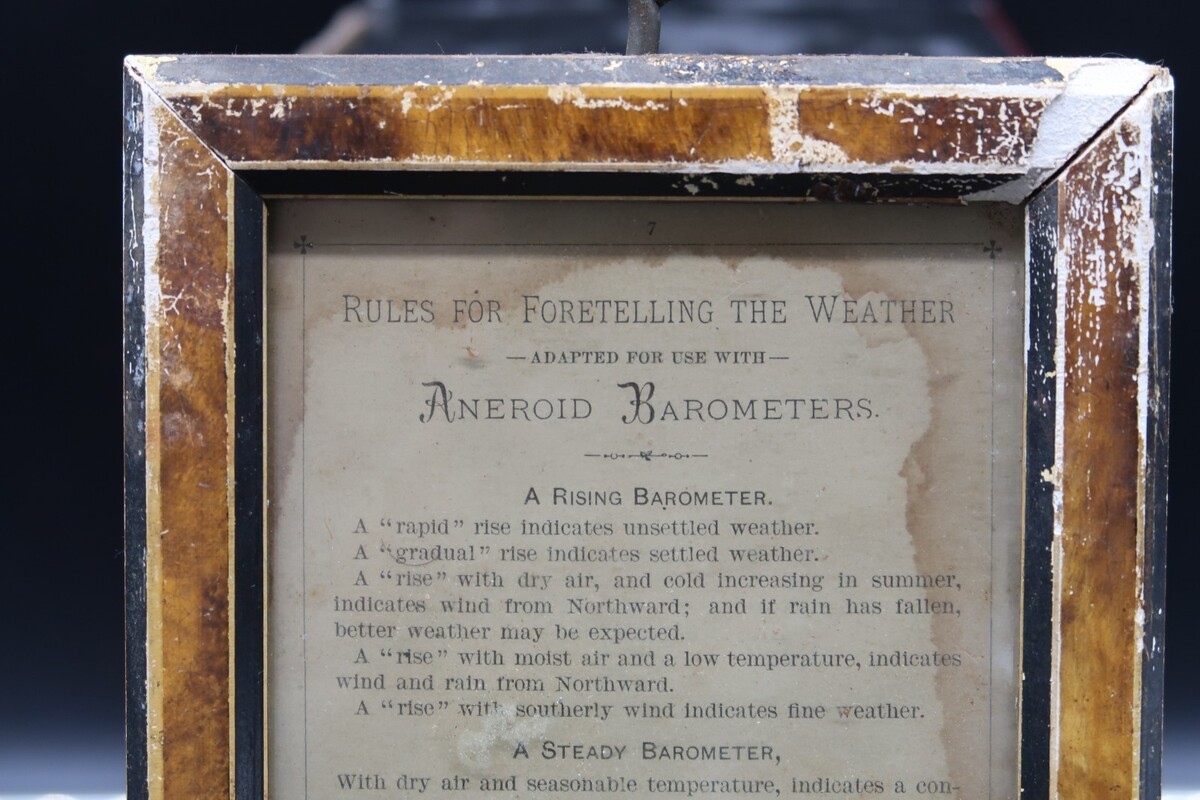 7
RULES FOR FORETELLING THE WEATHER
—ADAPTED FOR USE WITH—
ANEROID BAROMETERS.
A RISING BAROMETER.
A “rapid” rise indicates unsettled weather.
A “gradual” rise indicates settled weather.
A “rise” with dry air, and cold increasing in summer,
indicates wind from Northward; and if rain has fallen,
better weather may be expected.
A “rise” with moist air and a low temperature, indicates
wind and rain from Northward.
A “rise” with southerly wind indicates fine weather.
A STEADY BAROMETER,
With dry air and seasonable temperature, indicates a con-